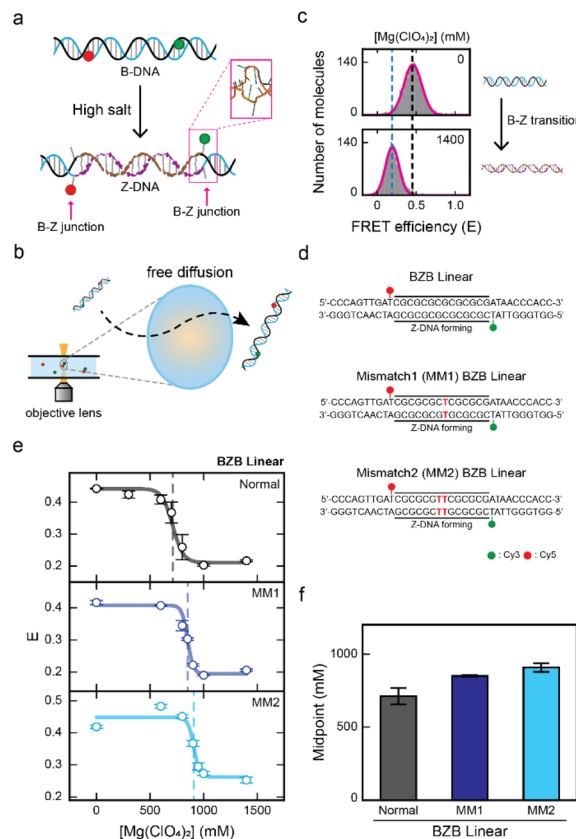 a
B-DNA
High salt
Z-DNA
B-Z junction
B-Z junction
b
free diffusion
objective lens
c
[Mg(ClO₄)₂] (mM)
Number of molecules
140
0
0
140
1400
0
0.0
0.5
1.0
FRET efficiency (E)
B-Z transition
d
BZB Linear
5'-CCCAGTTGATCGCGCGCGCGCGATAACCCACC-3'
3'-GGGTCAACTAGCGCGCGCGCGCTATTGGGTGG-5'
Z-DNA forming
Mismatch1 (MM1) BZB Linear
5'-CCCAGTTGATCGCGCGCTCGCGCGATAACCCACC-3'
3'-GGGTCAACTAGCGCGCGTGCGCGCTATTGGGTGG-5'
Z-DNA forming
Mismatch2 (MM2) BZB Linear
5'-CCCAGTTGATCGCGCGTTCGCGCGATAACCCACC-3'
3'-GGGTCAACTAGCGCGCTTGCGCGCTATTGGGTGG-5'
Z-DNA forming
: Cy3 : Cy5
e
BZB Linear
Normal
0.4
0.3
0.2
MM1
0.4
E
0.3
0.2
MM2
0.5
0.4
0.3
0.2
0
500
1000
1500
[Mg(ClO₄)₂] (mM)
f
Midpoint (mM)
1000
500
0
Normal
MM1
MM2
BZB Linear